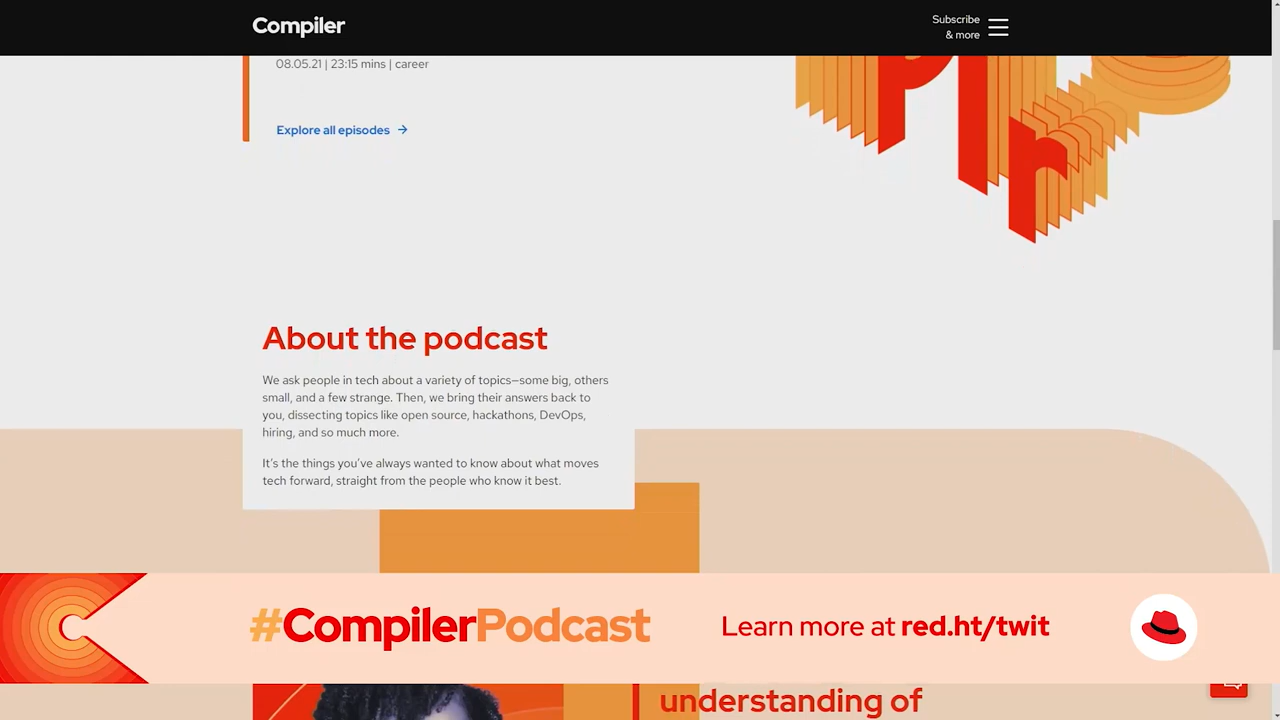 Compiler
Subscribe
& more
08.05.21 | 23:15 mins | career
Explore all episodes
pl
r
About the podcast
We ask people in tech about a variety of topics—some big, others
small, and a few strange. Then, we bring their answers back to
you, dissecting topics like open source, hackathons, DevOps,
hiring, and so much more.
It's the things you've always wanted to know about what moves
tech forward, straight from the people who know it best.
#CompilerPodcast
Learn more at red.ht/twit
understanding of